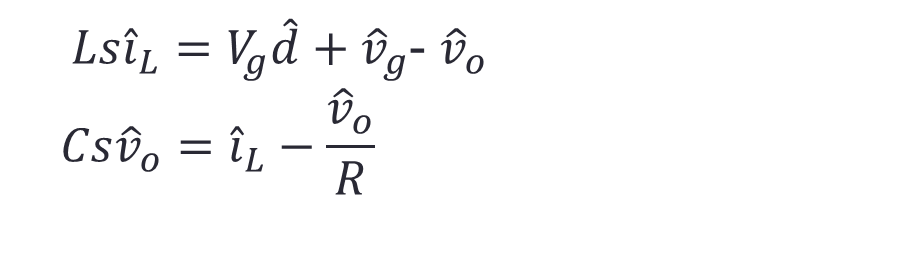 Lsî_L = V_g d̂ + v̂_g - v̂_o
Csv̂_o = î_L − v̂_o/R